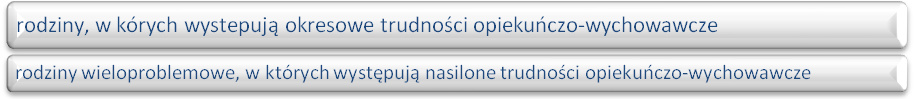 rodziny, w kórych wystepują okresowe trudności opiekuńczo-wychowawcze
rodziny wieloproblemowe, w których występują nasilone trudności opiekuńczo-wychowawcze